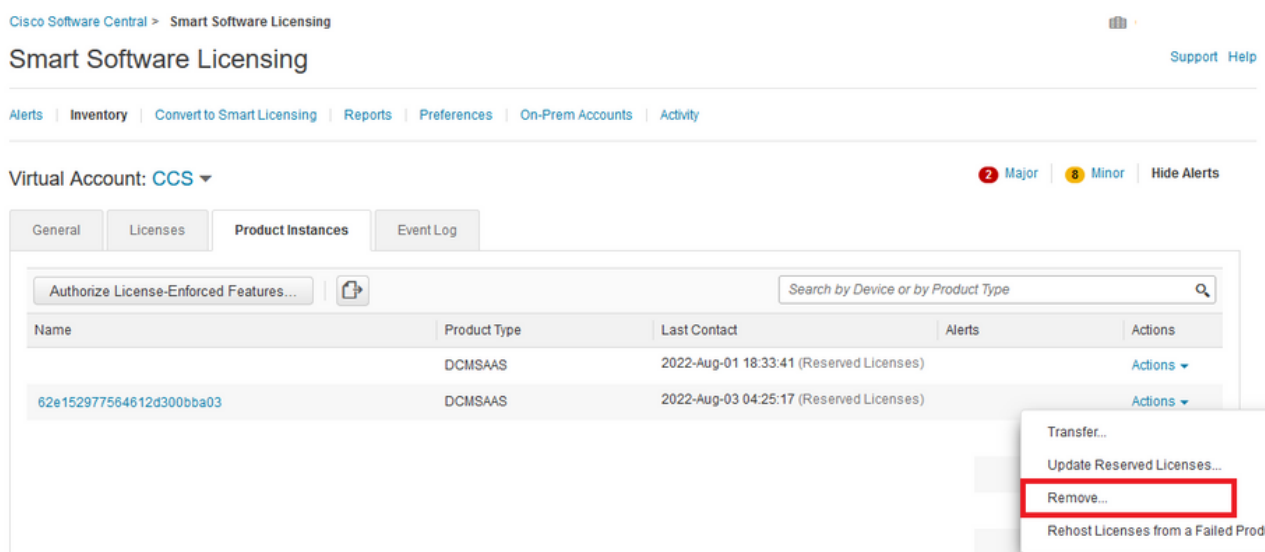 Cisco Software Central > Smart Software Licensing
Smart Software Licensing
Support Help
Alerts | Inventory | Convert to Smart Licensing | Reports | Preferences | On-Prem Accounts | Activity
Virtual Account: CCS
2 Major | 8 Minor | Hide Alerts
General Licenses Product Instances Event Log
Authorize License-Enforced Features... Search by Device or by Product Type
Name Product Type Last Contact Alerts Actions
DCMSAAS 2022-Aug-01 18:33:41 (Reserved Licenses) Actions
62e152977564612d300bba03 DCMSAAS 2022-Aug-03 04:25:17 (Reserved Licenses) Actions
Transfer...
Update Reserved Licenses...
Remove...
Rehost Licenses from a Failed Prod